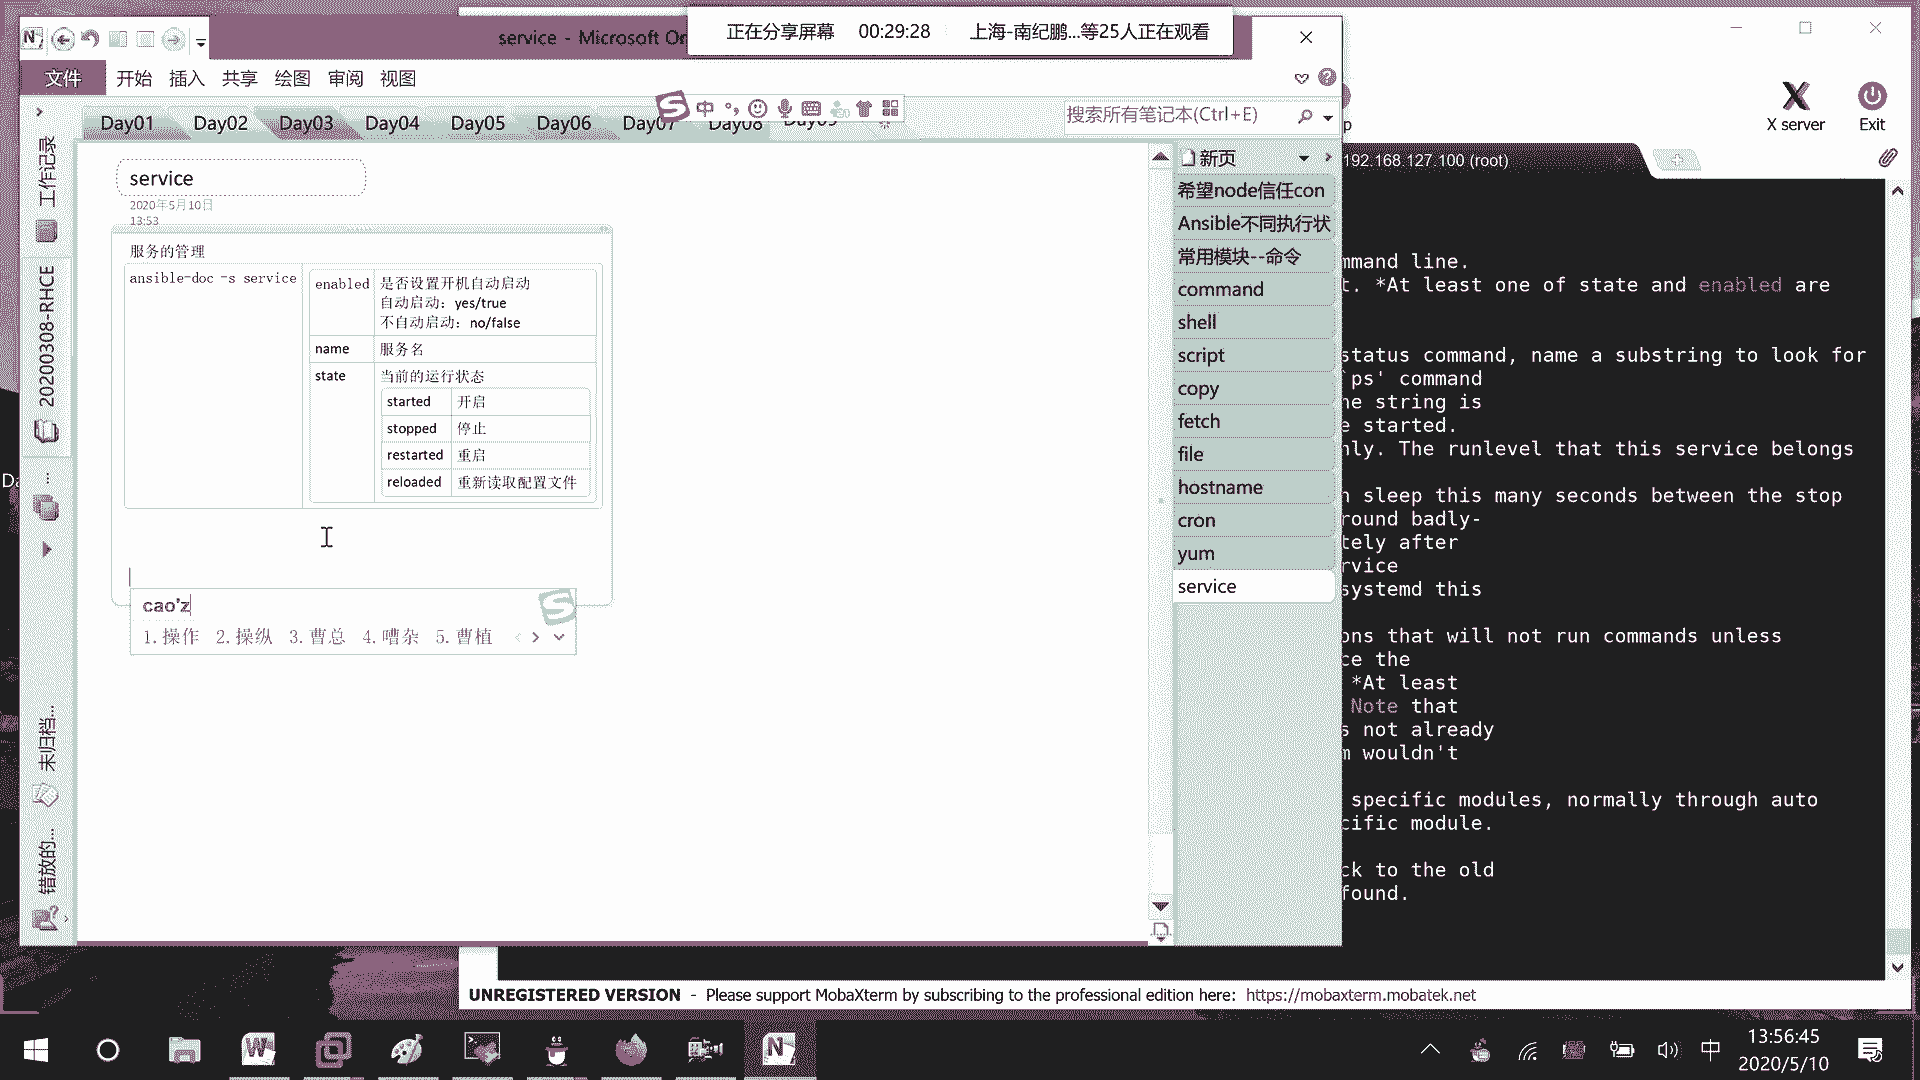 service - Microsoft On
正在分享屏幕 00:29:28 上海-南纪鹏...等25人正在观看
文件 开始 插入 共享 绘图 审阅 视图
中
搜索所有笔记本(Ctrl+E)
X server
Exit
Day01 Day02 Day03 Day04 Day05 Day06 Day07 Day08 Day09
工作记录
20200308-RHCE
未归档...
错放的...
service
2020年5月10日
13:53
服务的管理
ansible-doc -s service
enabled 是否设置开机自动启动
自动启动：yes/true
不自动启动：no/false
name 服务名
state 当前的运行状态
started 开启
stopped 停止
restarted 重启
reloaded 重新读取配置文件
cao'z
1.操作 2.操纵 3.曹总 4.嘈杂 5.曹植
新页
希望node信任con
Ansible不同执行状
常用模块--命令
command
shell
script
copy
fetch
file
hostname
cron
yum
service
192.168.127.100 (root)
mmand line.
t. *At least one of state and enabled are
status command, name a substring to look for
`ps' command
ne string is
e started.
nly. The runlevel that this service belongs
n sleep this many seconds between the stop
round badly-
tely after
rvice
systemd this
ons that will not run commands unless
ce the
*At least
Note that
s not already
m wouldn't
specific modules, normally through auto
cific module.
ck to the old
found.
UNREGISTERED VERSION - Please support MobaXterm by subscribing to the professional edition here: https://mobaxterm.mobatek.net
中
13:56:45
2020/5/10